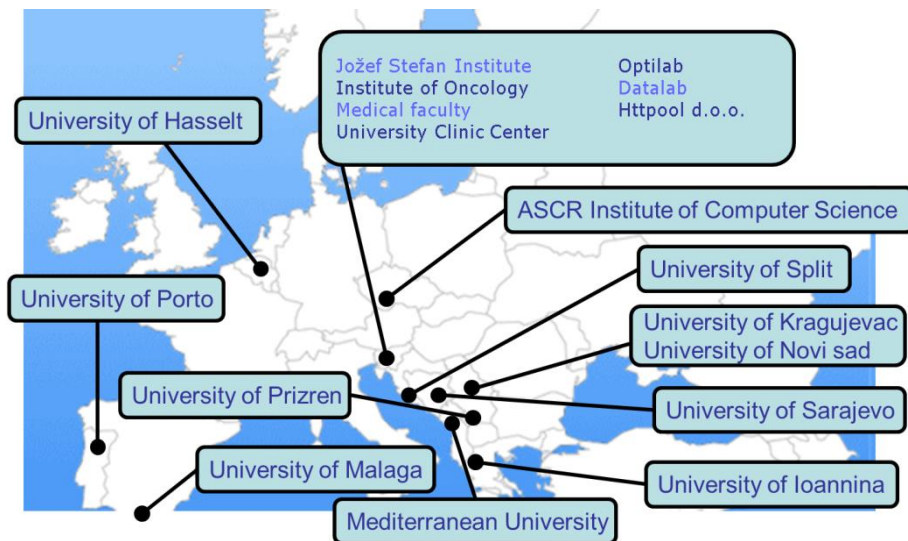 Jožef Stefan Institute
Institute of Oncology
Medical faculty
University Clinic Center
Optilab
Datalab
Httpool d.o.o.
University of Hasselt
ASCR Institute of Computer Science
University of Split
University of Porto
University of Kragujevac
University of Novi sad
University of Prizren
University of Sarajevo
University of Malaga
University of Ioannina
Mediterranean University